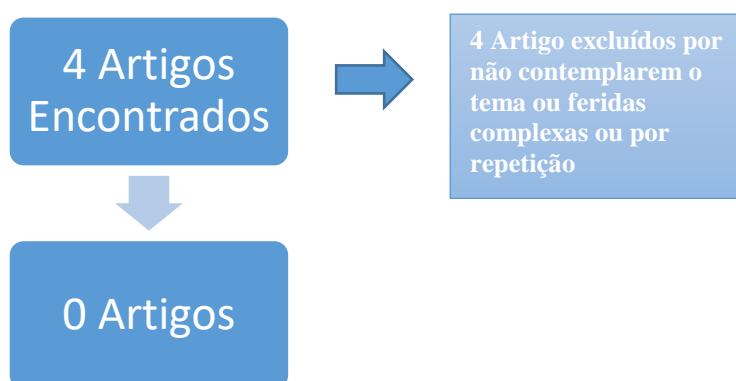 4 Artigos
Encontrados
4 Artigo excluídos por
não contemplarem o
tema ou feridas
complexas ou por
repetição
0 Artigos